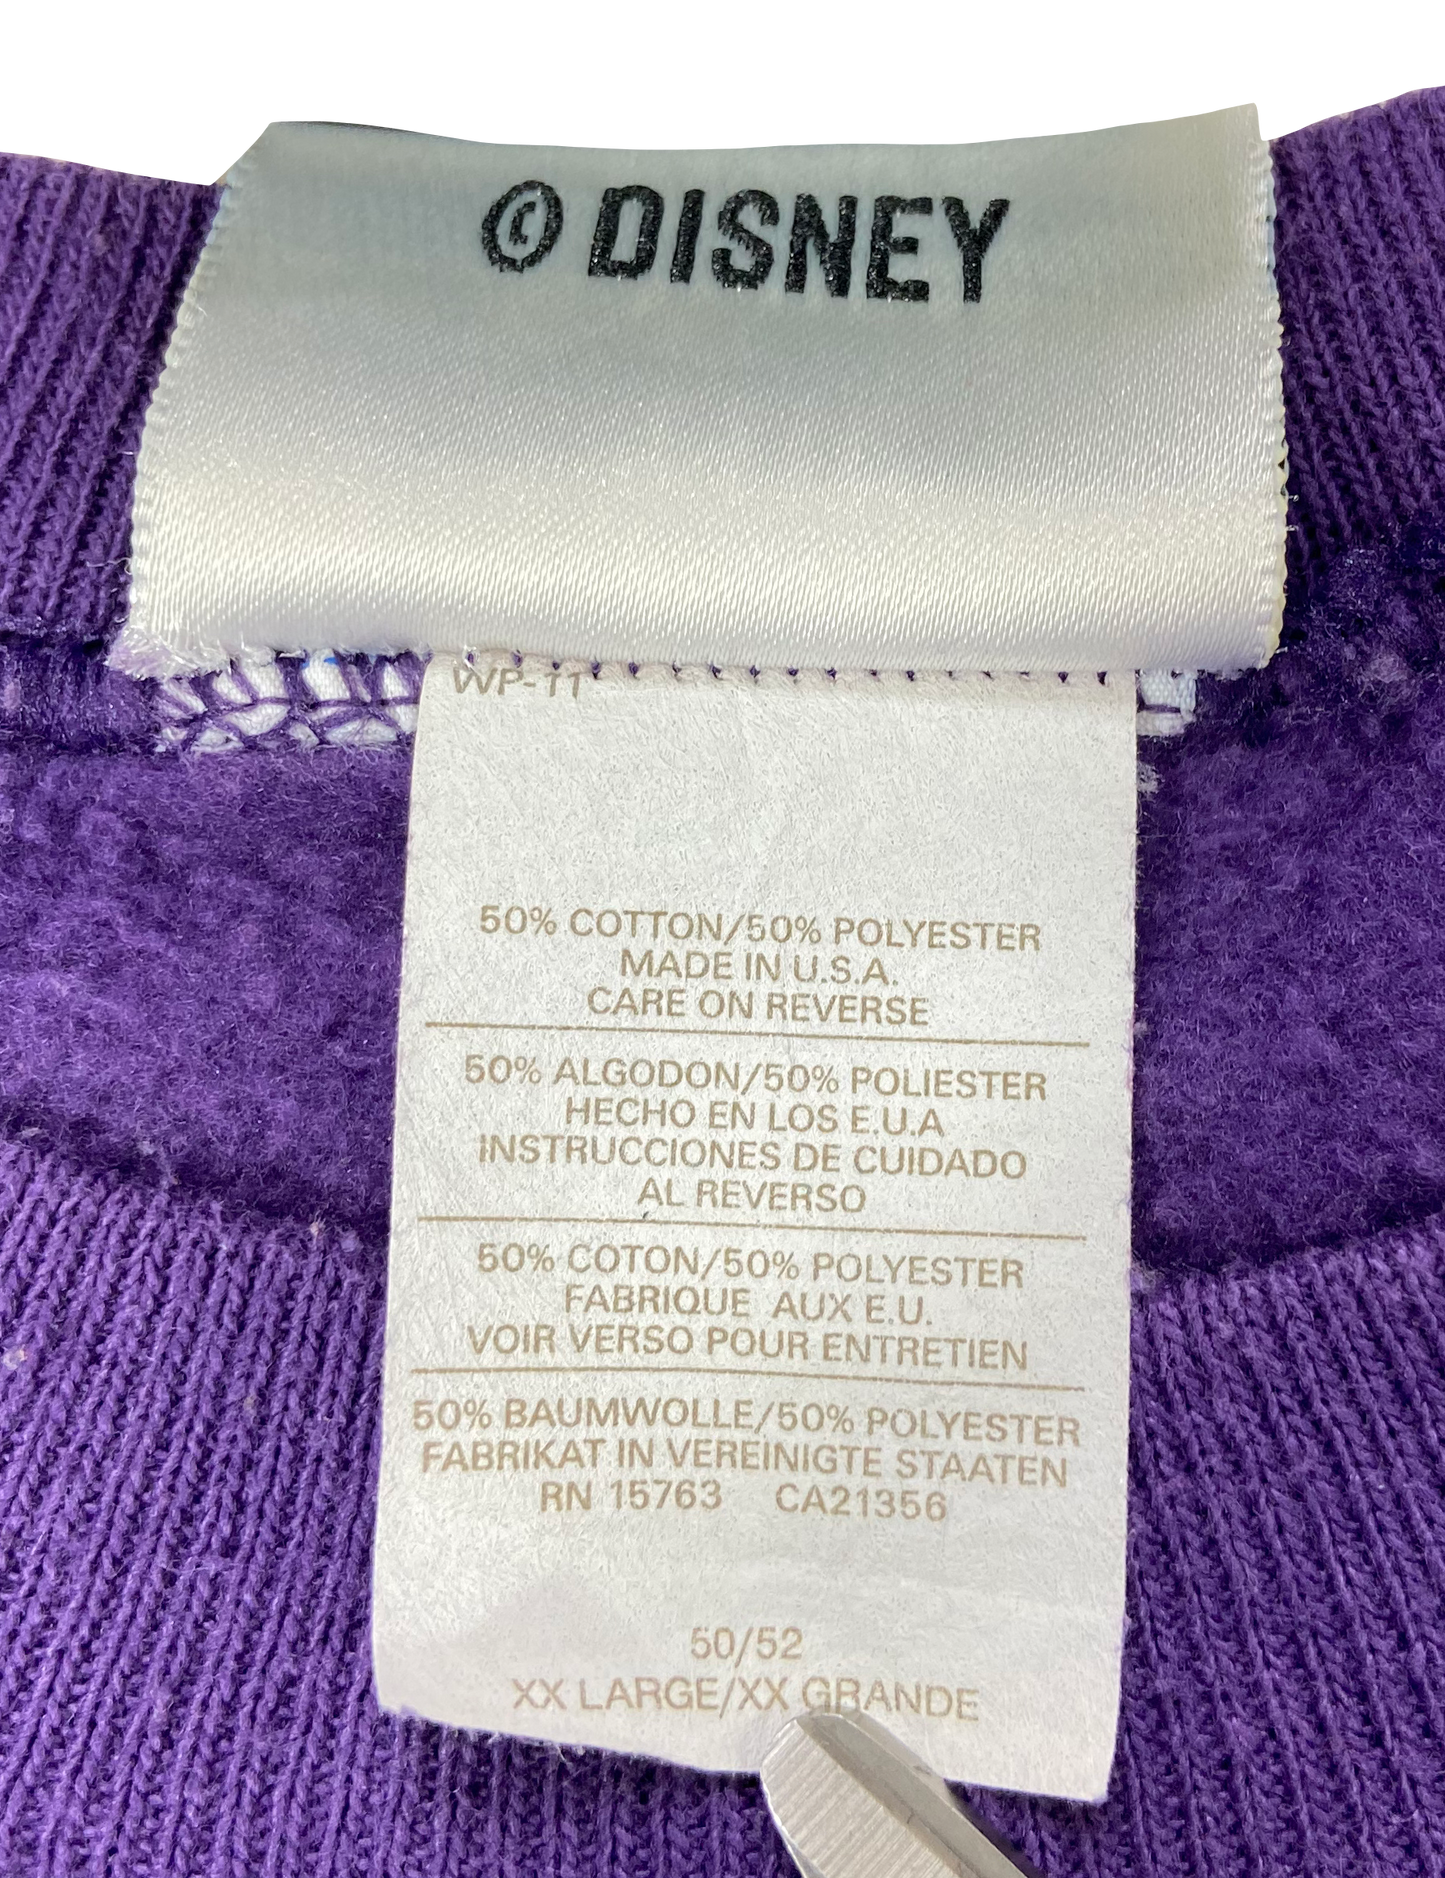 © DISNEY
WP-11
50% COTTON/50% POLYESTER
MADE IN U.S.A.
CARE ON REVERSE
50% ALGODON/50% POLIESTER
HECHO EN LOS E.U.A
INSTRUCCIONES DE CUIDADO
AL REVERSO
50% COTON/50% POLYESTER
FABRIQUE AUX E.U.
VOIR VERSO POUR ENTRETIEN
50% BAUMWOLLE/50% POLYESTER
FABRIKAT IN VEREINIGTE STAATEN
RN 15763 CA21356
50/52
XX LARGE/XX GRANDE